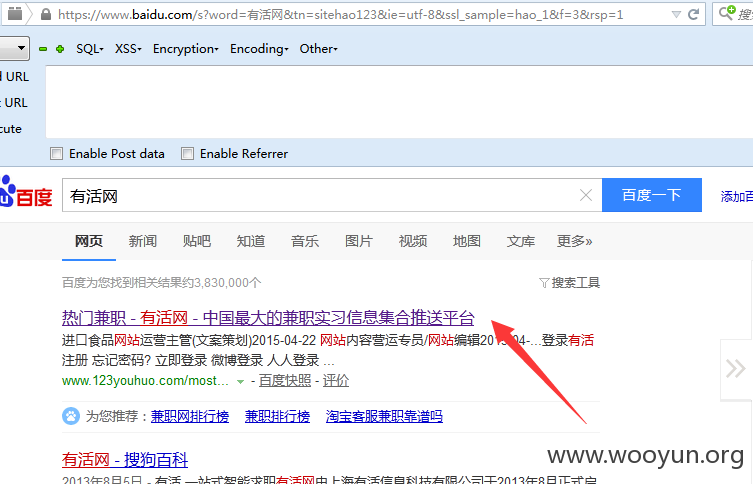 https://www.baidu.com/s?word=有活网&tn=sitehao123&ie=utf-8&ssl_sample=hao_1&f=3&rsp=1
SQL XSS Encryption Encoding Other
URL
URL
cute
Enable Post data Enable Referrer
百度 有活网 百度一下 添加百
网页 新闻 贴吧 知道 音乐 图片 视频 地图 文库 更多»
百度为您找到相关结果约3,830,000个 搜索工具
热门兼职 - 有活网 - 中国最大的兼职实习信息集合推送平台
进口食品网站运营主管(文案策划)2015-04-22 网站内容营运专员/网站编辑2015-04-...登录有活
注册 忘记密码? 立即登录 微博登录 人人登录 ...
www.123youhuo.com/most... - 百度快照 - 评价
为您推荐: 兼职网排行榜 兼职排行榜 淘宝客服兼职靠谱吗
有活网 - 搜狗百科
www.wooyun.org
2013年8月5日 - 有活 一站式智能求职有活网由上海有活信息科技有限公司于2013年8月正式启